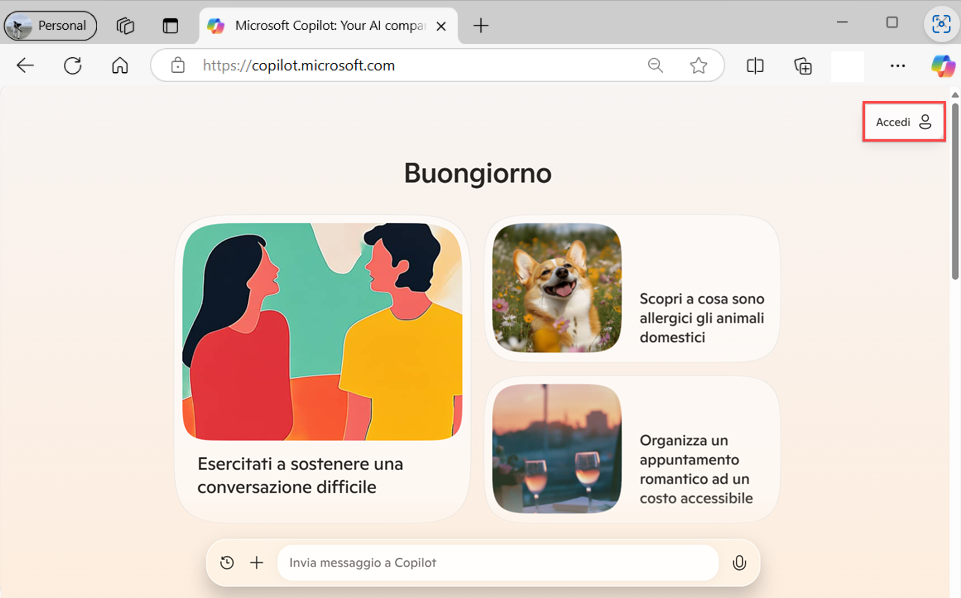 Personal
Microsoft Copilot: Your AI compa
https://copilot.microsoft.com
Accedi
Buongiorno
Esercitati a sostenere una
conversazione difficile
Scopri a cosa sono
allergici gli animali
domestici
Organizza un
appuntamento
romantico ad un
costo accessibile
Invia messaggio a Copilot